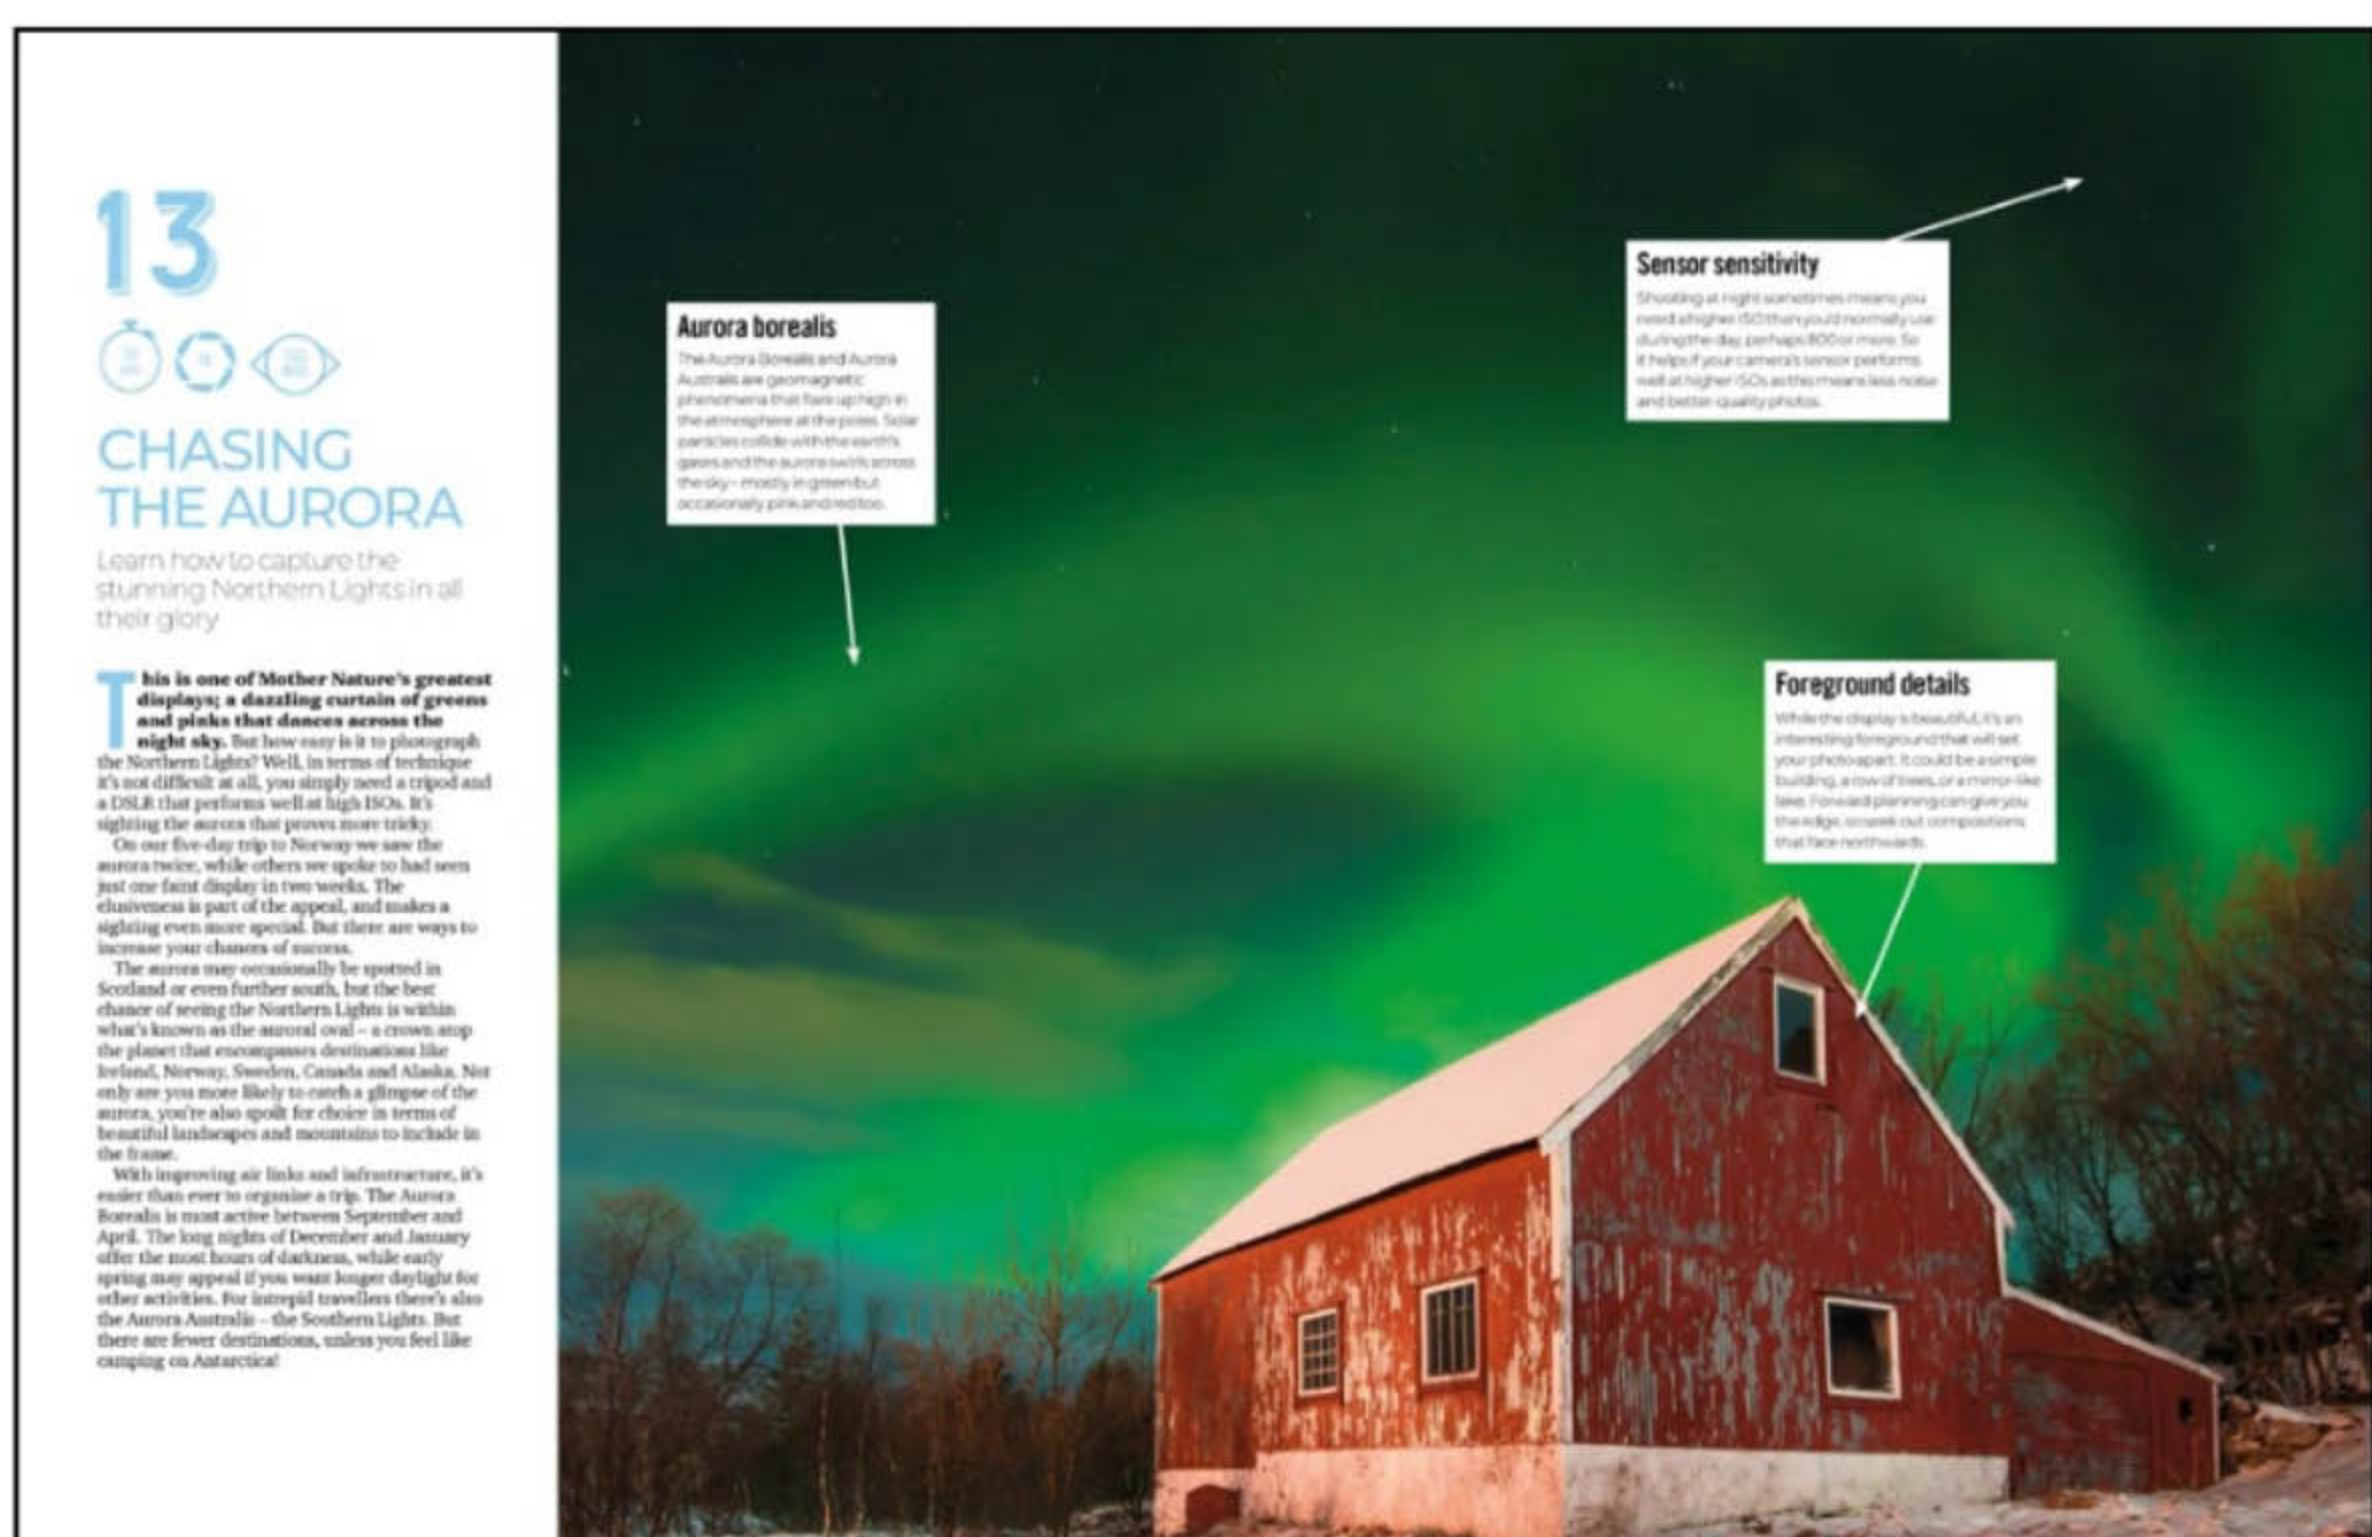 13
CHASING
THE AURORA
Learn how to capture the
stunning Northern Lights in all
their glory
This is one of Mother Nature's greatest
displays; a dazzling curtain of greens
and pinks that dances across the
night sky. But how easy is it to photograph
the Northern Lights? Well, in terms of technique
it's not difficult at all, you simply need a tripod and
a DSLR that performs well at high ISOs. It's
sighting the aurora that proves more tricky.
On our five-day trip to Norway we saw the
aurora twice, while others we spoke to had seen
just one faint display in two weeks. The
elusiveness is part of the appeal, and makes a
sighting even more special. But there are ways to
increase your chances of success.
The aurora may occasionally be spotted in
Scotland or even further south, but the best
chance of seeing the Northern Lights is within
what's known as the auroral oval – a crown atop
the planet that encompasses destinations like
Iceland, Norway, Sweden, Canada and Alaska. Not
only are you more likely to catch a glimpse of the
aurora, you're also spoilt for choice in terms of
beautiful landscapes and mountains to include in
the frame.
With improving air links and infrastructure, it's
easier than ever to organise a trip. The Aurora
Borealis is most active between September and
April. The long nights of December and January
offer the most hours of darkness, while early
spring may appeal if you want longer daylight for
other activities. For intrepid travellers there's also
the Aurora Australis – the Southern Lights. But
there are fewer destinations, unless you feel like
camping on Antarctica!
Aurora borealis
The Aurora Borealis and Aurora
Australis are geomagnetic
phenomena that flare up high in
the atmosphere at the poles. Solar
particles collide with the earth's
gases and the aurora swirls across
the sky – mostly in green but
occasionally pink and red too.
Sensor sensitivity
Shooting at night sometimes means you
need a higher ISO than you'd normally use
during the day, perhaps 800 or more. So
it helps if your camera's sensor performs
well at higher ISOs, as this means less noise
and better-quality photos.
Foreground details
While the display is beautiful, it's an
interesting foreground that will set
your photo apart. It could be a simple
building, a row of trees, or a mirror-like
lake. Forward planning can give you
the edge, so seek out compositions
that face northwards.